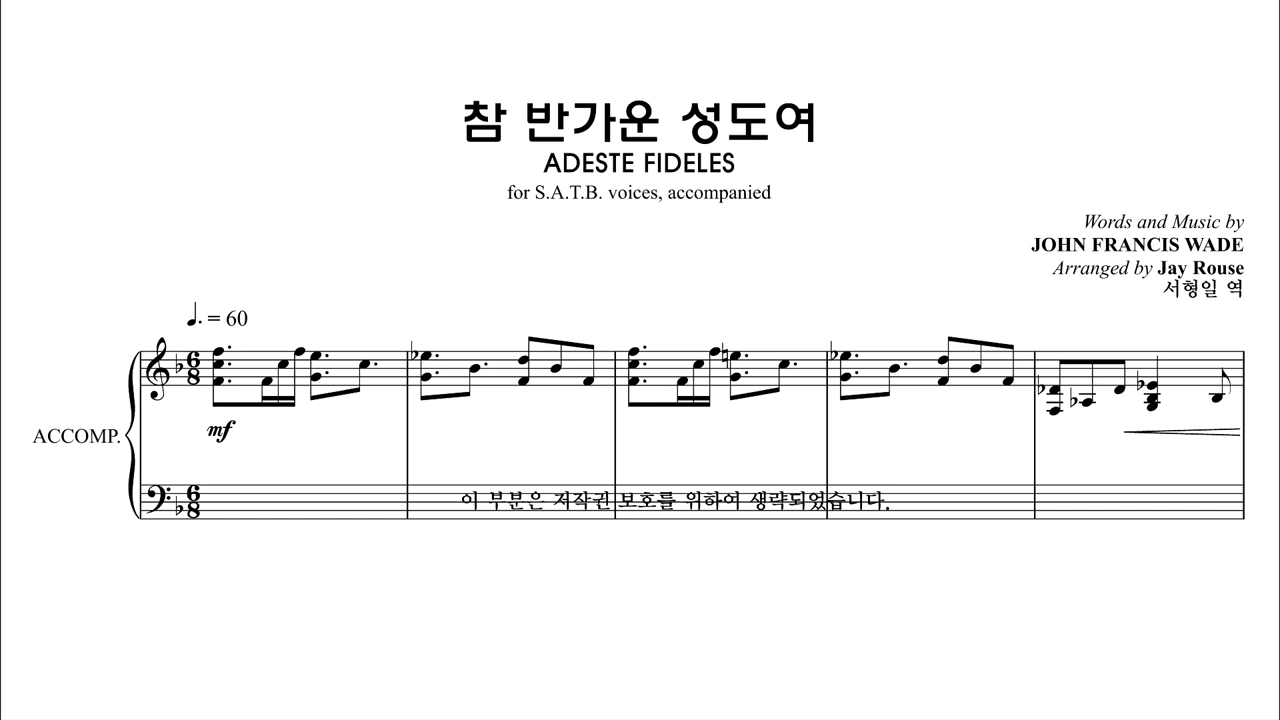 참 반가운 성도여
ADESTE FIDELES
for S.A.T.B. voices, accompanied
Words and Music by
JOHN FRANCIS WADE
Arranged by Jay Rouse
서형일 역
♩. = 60
mf
ACCOMP.
이 부분은 저작권 보호를 위하여 생략되었습니다.